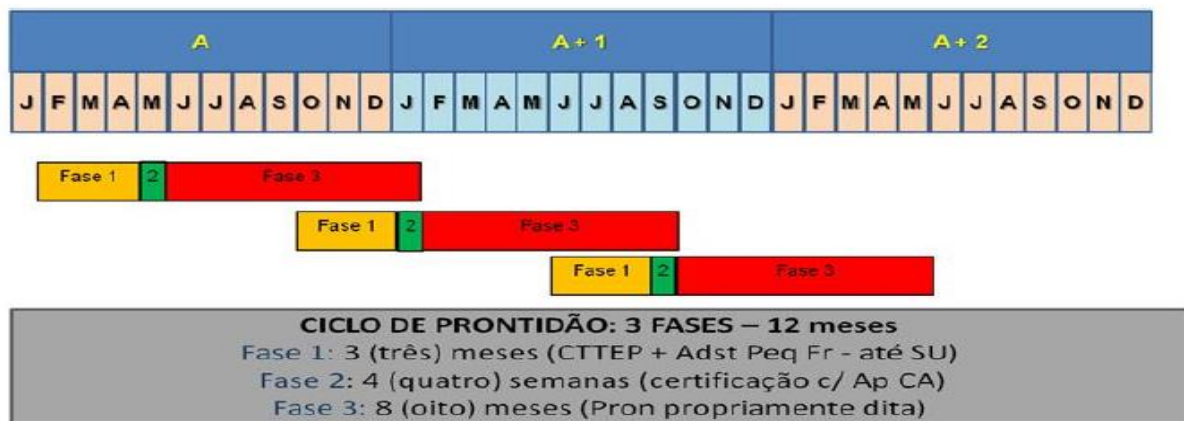 A A + 1 A + 2
J F M A M J J A S O N D J F M A M J J A S O N D J F M A M J J A S O N D
Fase 1 2 Fase 3
Fase 1 2 Fase 3
Fase 1 2 Fase 3
CICLO DE PRONTIDÃO: 3 FASES – 12 meses
Fase 1: 3 (três) meses (CTTEP + Adst Peq Fr - até SU)
Fase 2: 4 (quatro) semanas (certificação c/ Ap CA)
Fase 3: 8 (oito) meses (Pron propriamente dita)